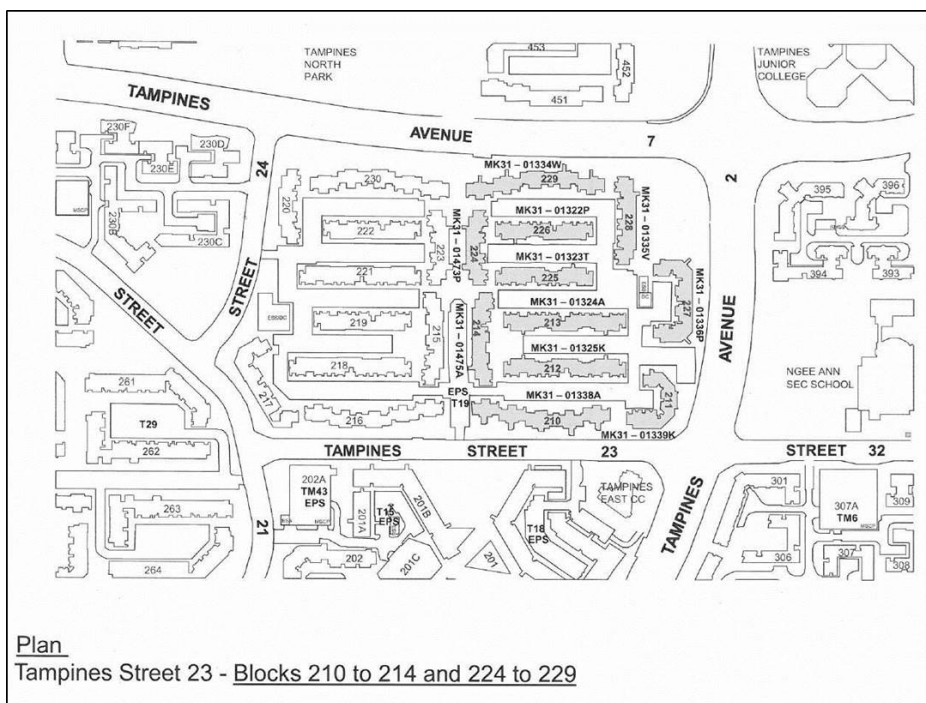 453
452
451
TAMPINES
NORTH
PARK
TAMPINES
JUNIOR
COLLEGE
TAMPINES
AVENUE
7
230F
230E
230D
24
2
395
396
MSCP
230B
230C
220
230
MK31 – 01334W
229
MK31 – 01322P
222
223
MK31 – 01473P
224
226
228
MK31 – 01335V
394
393
STREET
STREET
221
MK31 – 01323T
225
227
MK31 – 01336P
AVENUE
219
215
MK31 – 01475A
214
MK31 – 01324A
213
MK31 – 01325K
212
218
NGEE ANN
SEC SCHOOL
261
217
EPS
T19
MK31 – 01338A
211
216
210
MK31 – 01339K
T29
262
TAMPINES
STREET
23
STREET
32
263
264
21
202A
TM43
EPS
MSCP
201A
T15
EPS
201B
202
201C
201
T18
EPS
TAMPINES
EAST CC
TAMPINES
301
307A
TM6
309
306
307
308
Plan
Tampines Street 23 - Blocks 210 to 214 and 224 to 229